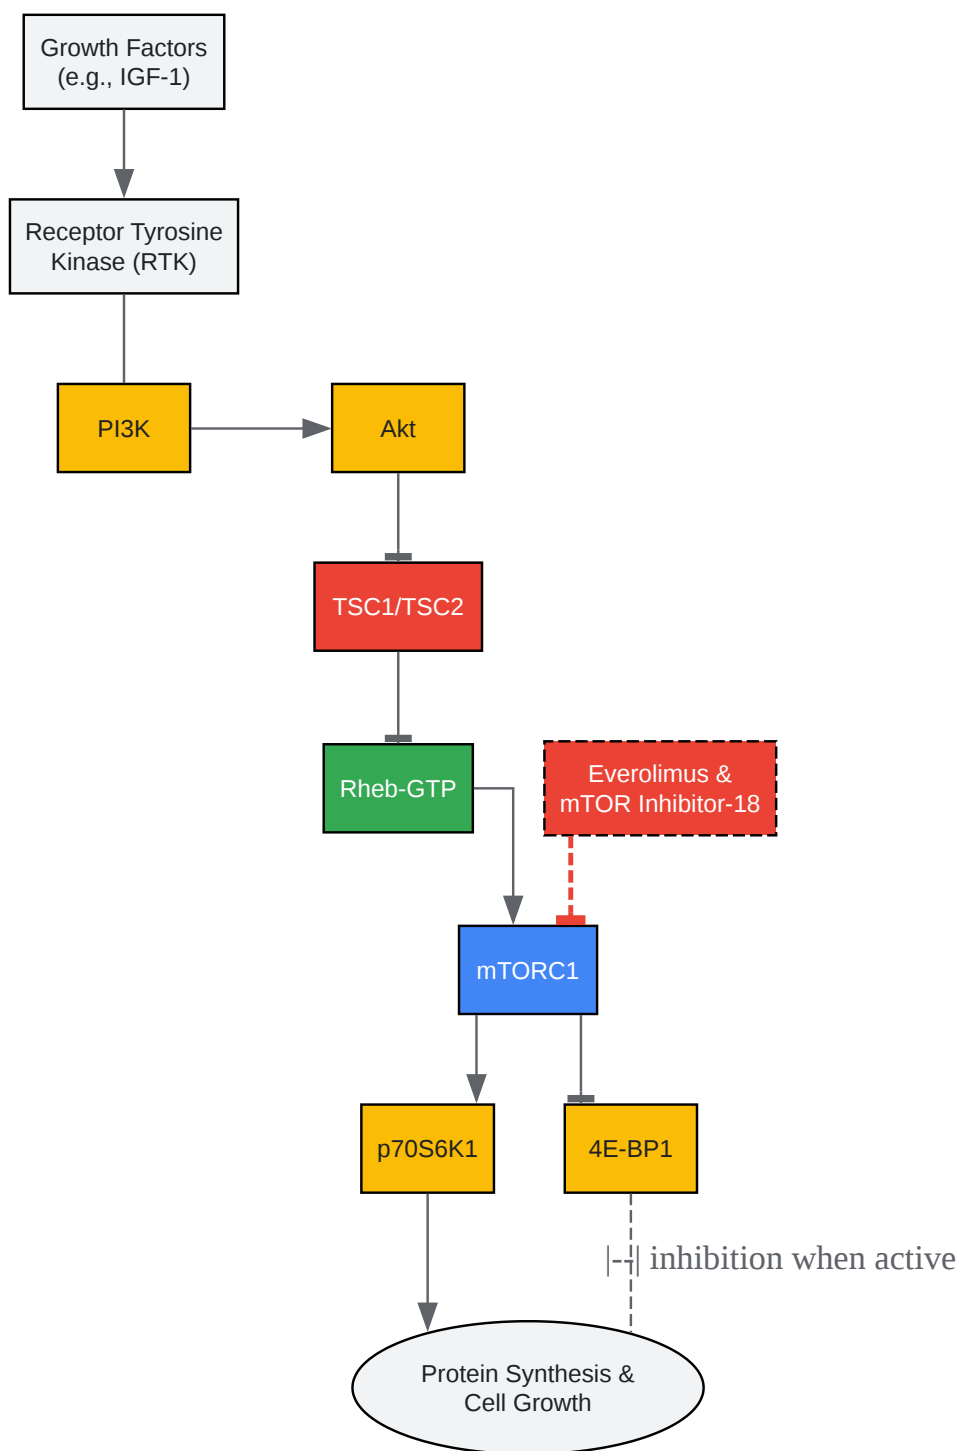 Growth Factors
(e.g., IGF-1)
Receptor Tyrosine
Kinase (RTK)
PI3K
Akt
TSC1/TSC2
Rheb-GTP
Everolimus &
mTOR Inhibitor-18
mTORC1
p70S6K1
4E-BP1
|--| inhibition when active
Protein Synthesis &
Cell Growth